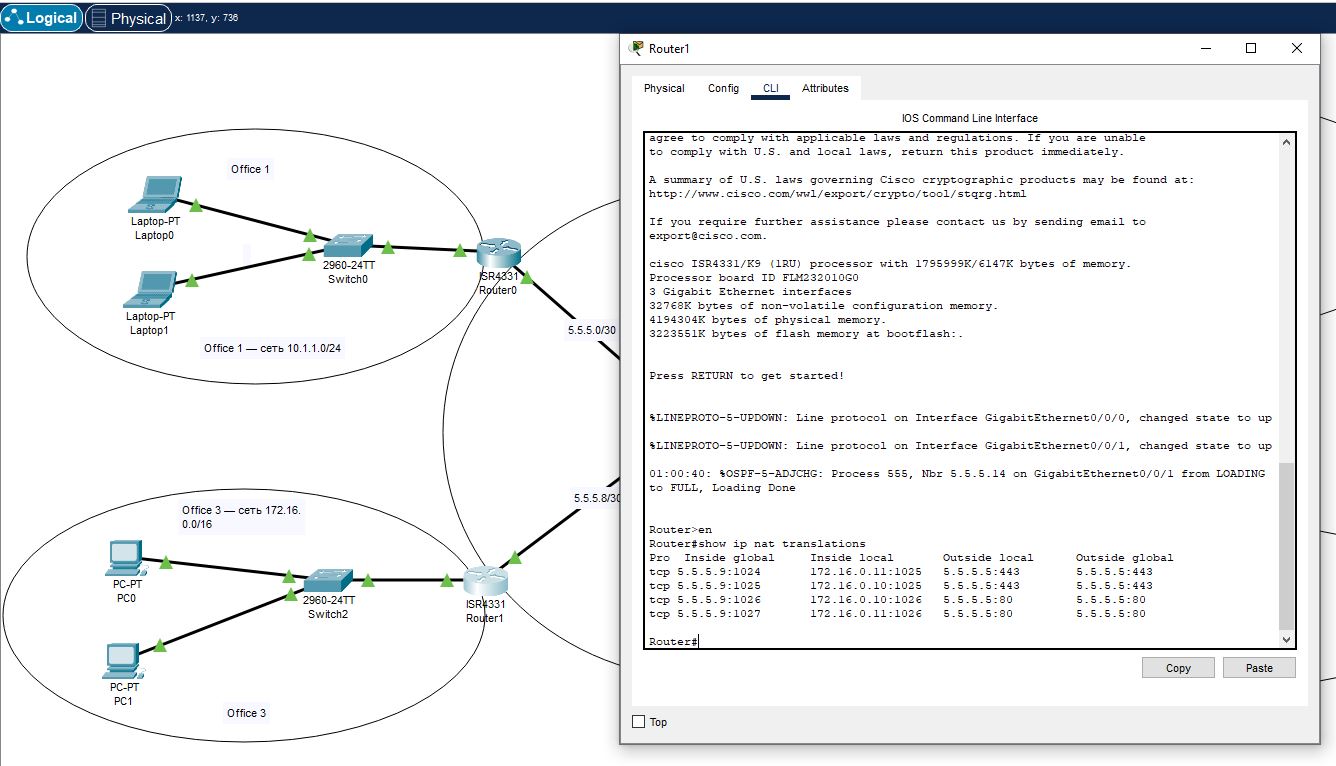 Logical Physical x: 1137, y: 736
Office 1
Laptop-PT
Laptop0
2960-24TT
Switch0
ISR4331
Router0
Laptop-PT
Laptop1
5.5.5.0/30
Office 1 — сеть 10.1.1.0/24
5.5.5.8/30
Office 3 — сеть 172.16.
0.0/16
PC-PT
PC0
2960-24TT
Switch2
ISR4331
Router1
PC-PT
PC1
Office 3
Router1
Physical Config CLI Attributes
IOS Command Line Interface
agree to comply with applicable laws and regulations. If you are unable
to comply with U.S. and local laws, return this product immediately.
A summary of U.S. laws governing Cisco cryptographic products may be found at:
http://www.cisco.com/wwl/export/crypto/tool/stqrg.html
If you require further assistance please contact us by sending email to
export@cisco.com.
cisco ISR4331/K9 (1RU) processor with 1795999K/6147K bytes of memory.
Processor board ID FLM232010G0
3 Gigabit Ethernet interfaces
32768K bytes of non-volatile configuration memory.
4194304K bytes of physical memory.
3223551K bytes of flash memory at bootflash:.
Press RETURN to get started!
%LINEPROTO-5-UPDOWN: Line protocol on Interface GigabitEthernet0/0/0, changed state to up
%LINEPROTO-5-UPDOWN: Line protocol on Interface GigabitEthernet0/0/1, changed state to up
01:00:40: %OSPF-5-ADJCHG: Process 555, Nbr 5.5.5.14 on GigabitEthernet0/0/1 from LOADING
to FULL, Loading Done
Router>en
Router#show ip nat translations
Pro Inside global Inside local Outside local Outside global
tcp 5.5.5.9:1024 172.16.0.11:1025 5.5.5.5:443 5.5.5.5:443
tcp 5.5.5.9:1025 172.16.0.10:1025 5.5.5.5:443 5.5.5.5:443
tcp 5.5.5.9:1026 172.16.0.10:1026 5.5.5.5:80 5.5.5.5:80
tcp 5.5.5.9:1027 172.16.0.11:1026 5.5.5.5:80 5.5.5.5:80
Router#
Copy Paste
Top